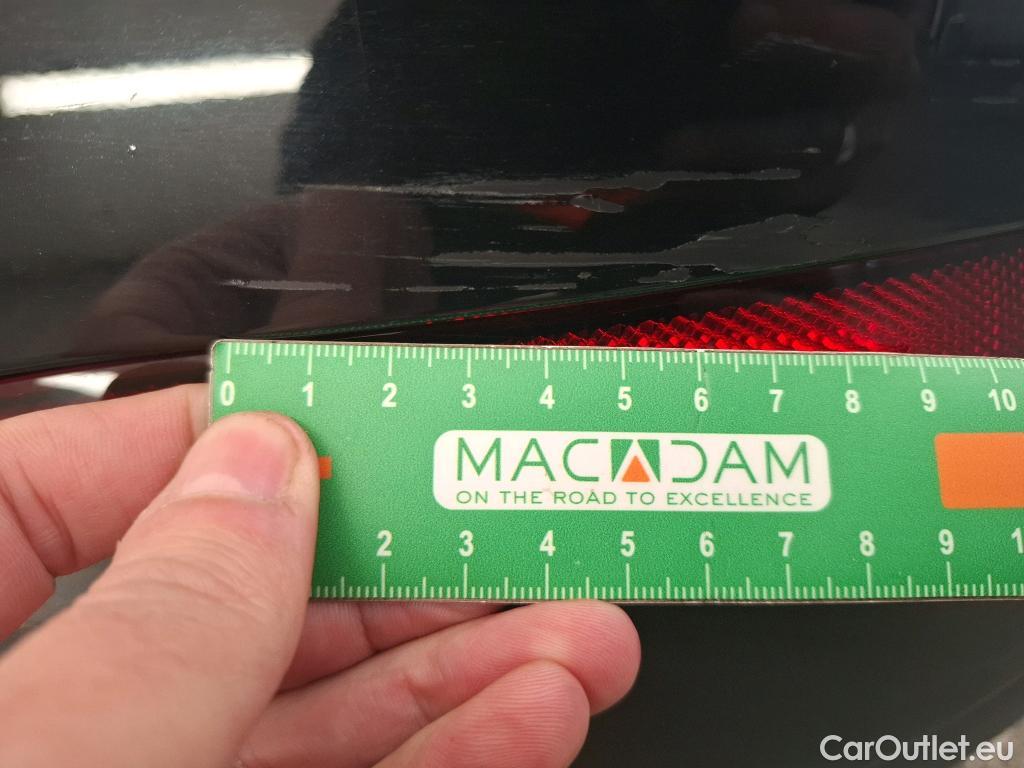 0 1 2 3 4 5 6 7 8 9 10
MACADAM
ON THE ROAD TO EXCELLENCE
2 3 4 5 6 7 8 9 1
CarOutlet.eu